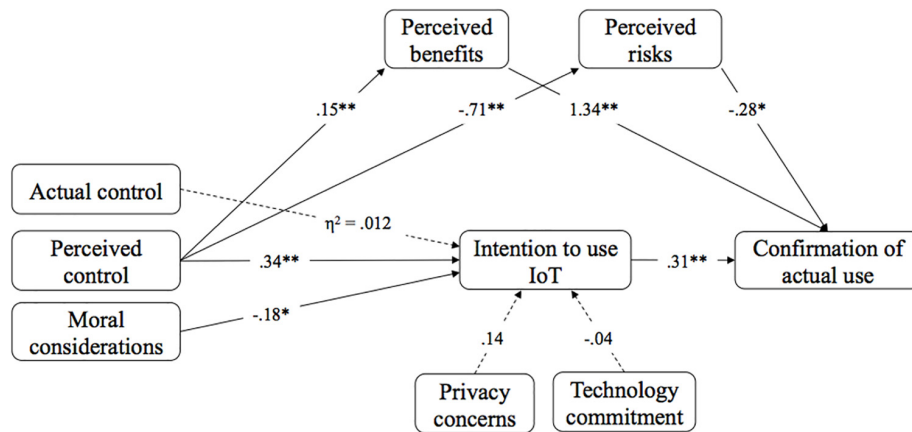 Perceived
benefits
Perceived
risks
.15**
-.71**
1.34**
-.28*
Actual control
η² = .012
Perceived
control
.34**
Intention to use
IoT
.31**
Confirmation of
actual use
Moral
considerations
-.18*
.14
-.04
Privacy
concerns
Technology
commitment